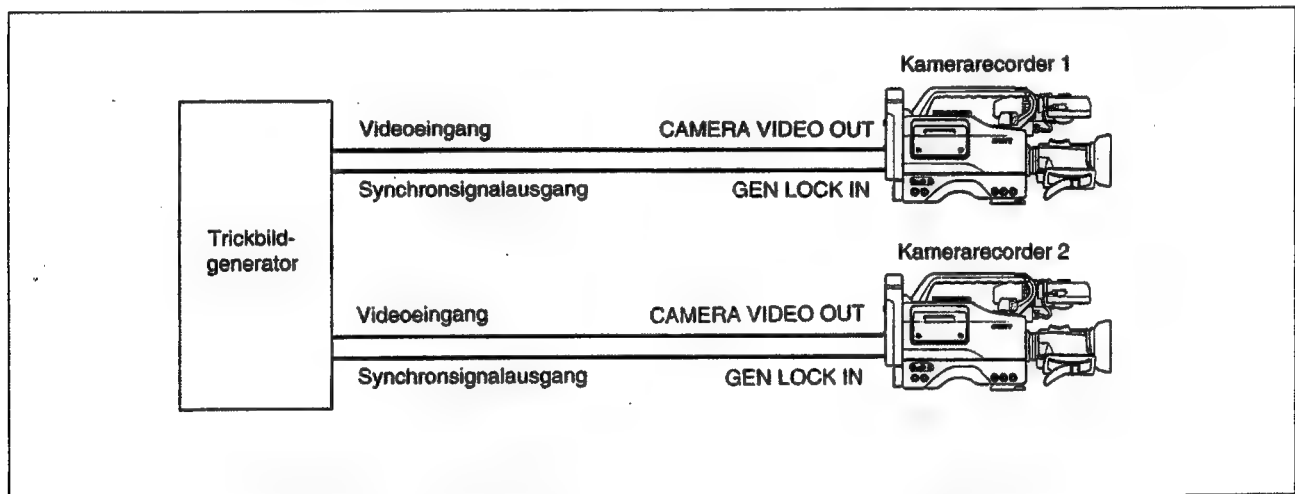 Kamerarecorder 1
Videoeingang CAMERA VIDEO OUT
Synchronsignalausgang GEN LOCK IN
Trickbild-
generator
Kamerarecorder 2
Videoeingang CAMERA VIDEO OUT
Synchronsignalausgang GEN LOCK IN